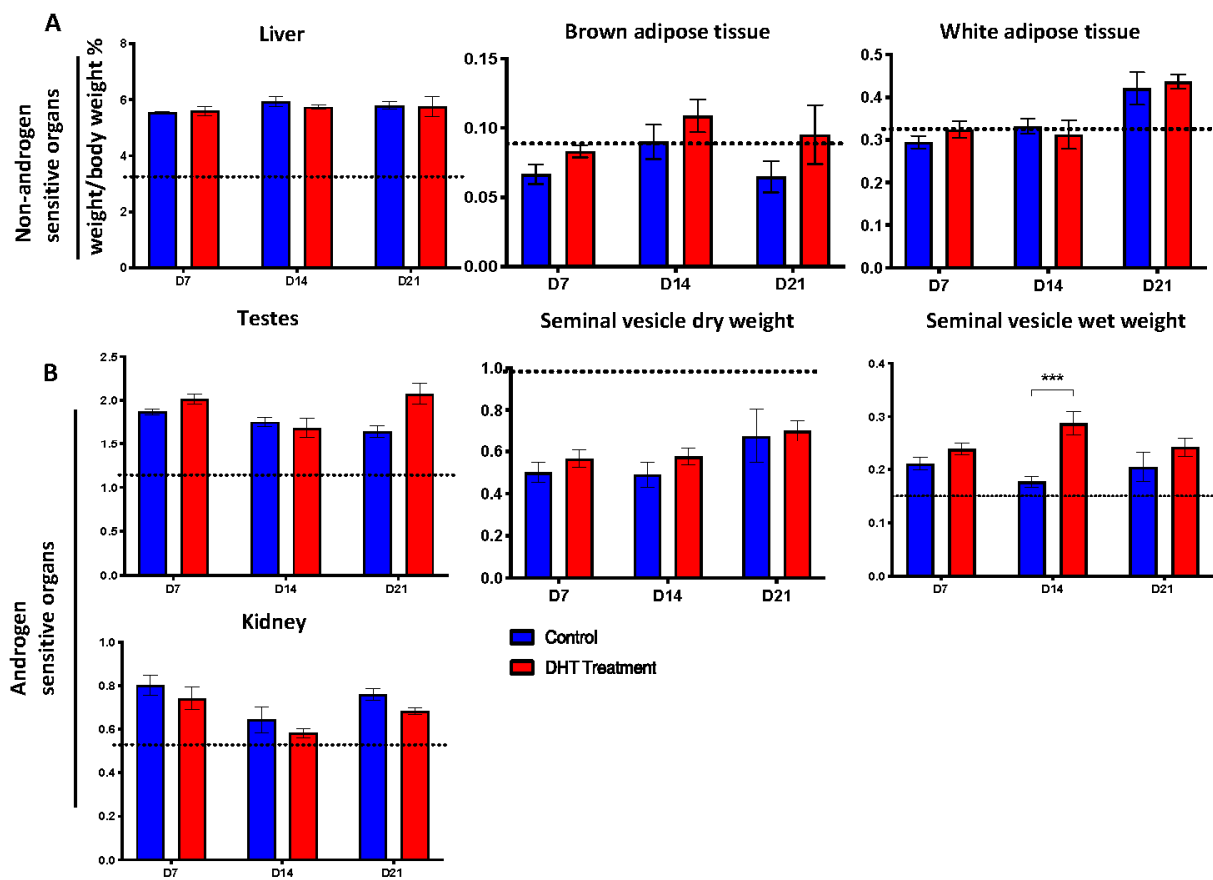 A
Non-androgen
sensitive organs
weight/body weight %
Liver
8
6
4
2
0
D7
D14
D21
Brown adipose tissue
0.15
0.10
0.05
0.00
D7
D14
D21
White adipose tissue
0.5
0.4
0.3
0.2
0.1
0.0
D7
D14
D21
B
Androgen
sensitive organs
Testes
2.5
2.0
1.5
1.0
0.5
0.0
D7
D14
D21
Seminal vesicle dry weight
1.0
0.8
0.6
0.4
0.2
0.0
D7
D14
D21
Seminal vesicle wet weight
0.4
0.3
0.2
0.1
0.0
***
D7
D14
D21
Kidney
1.0
0.8
0.6
0.4
0.2
0.0
D7
D14
D21
Control
DHT Treatment